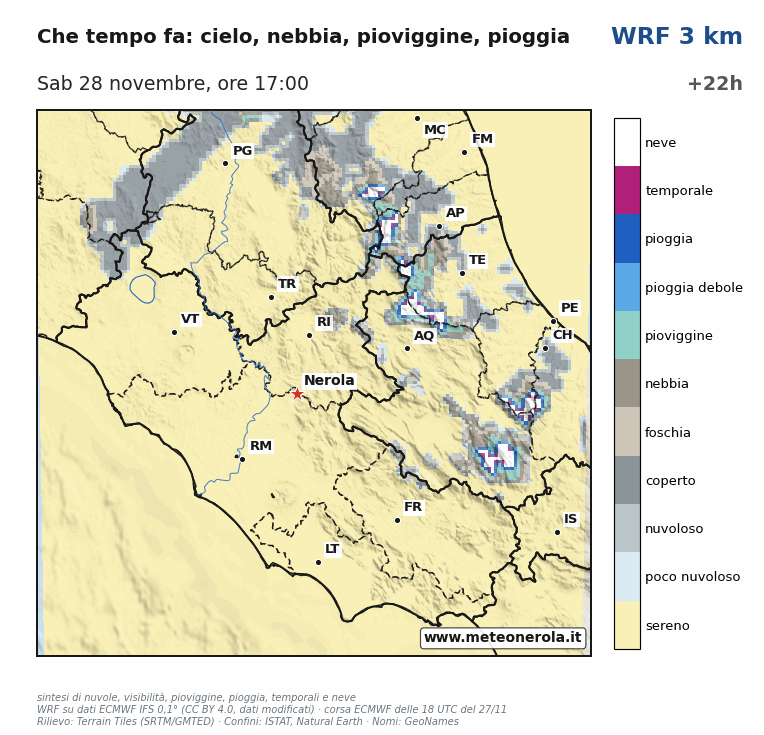 Che tempo fa: cielo, nebbia, pioviggine, pioggia
WRF 3 km
Sab 28 novembre, ore 17:00
+22h
MC
FM
PG
AP
TE
TR
PE
VT
RI
CH
AQ
Nerola
RM
FR
IS
LT
www.meteonerola.it
neve
temporale
pioggia
pioggia debole
pioviggine
nebbia
foschia
coperto
nuvoloso
poco nuvoloso
sereno
sintesi di nuvole, visibilità, pioviggine, pioggia, temporali e neve
WRF su dati ECMWF IFS 0,1° (CC BY 4.0, dati modificati) · corsa ECMWF delle 18 UTC del 27/11
Rilievo: Terrain Tiles (SRTM/GMTED) · Confini: ISTAT, Natural Earth · Nomi: GeoNames